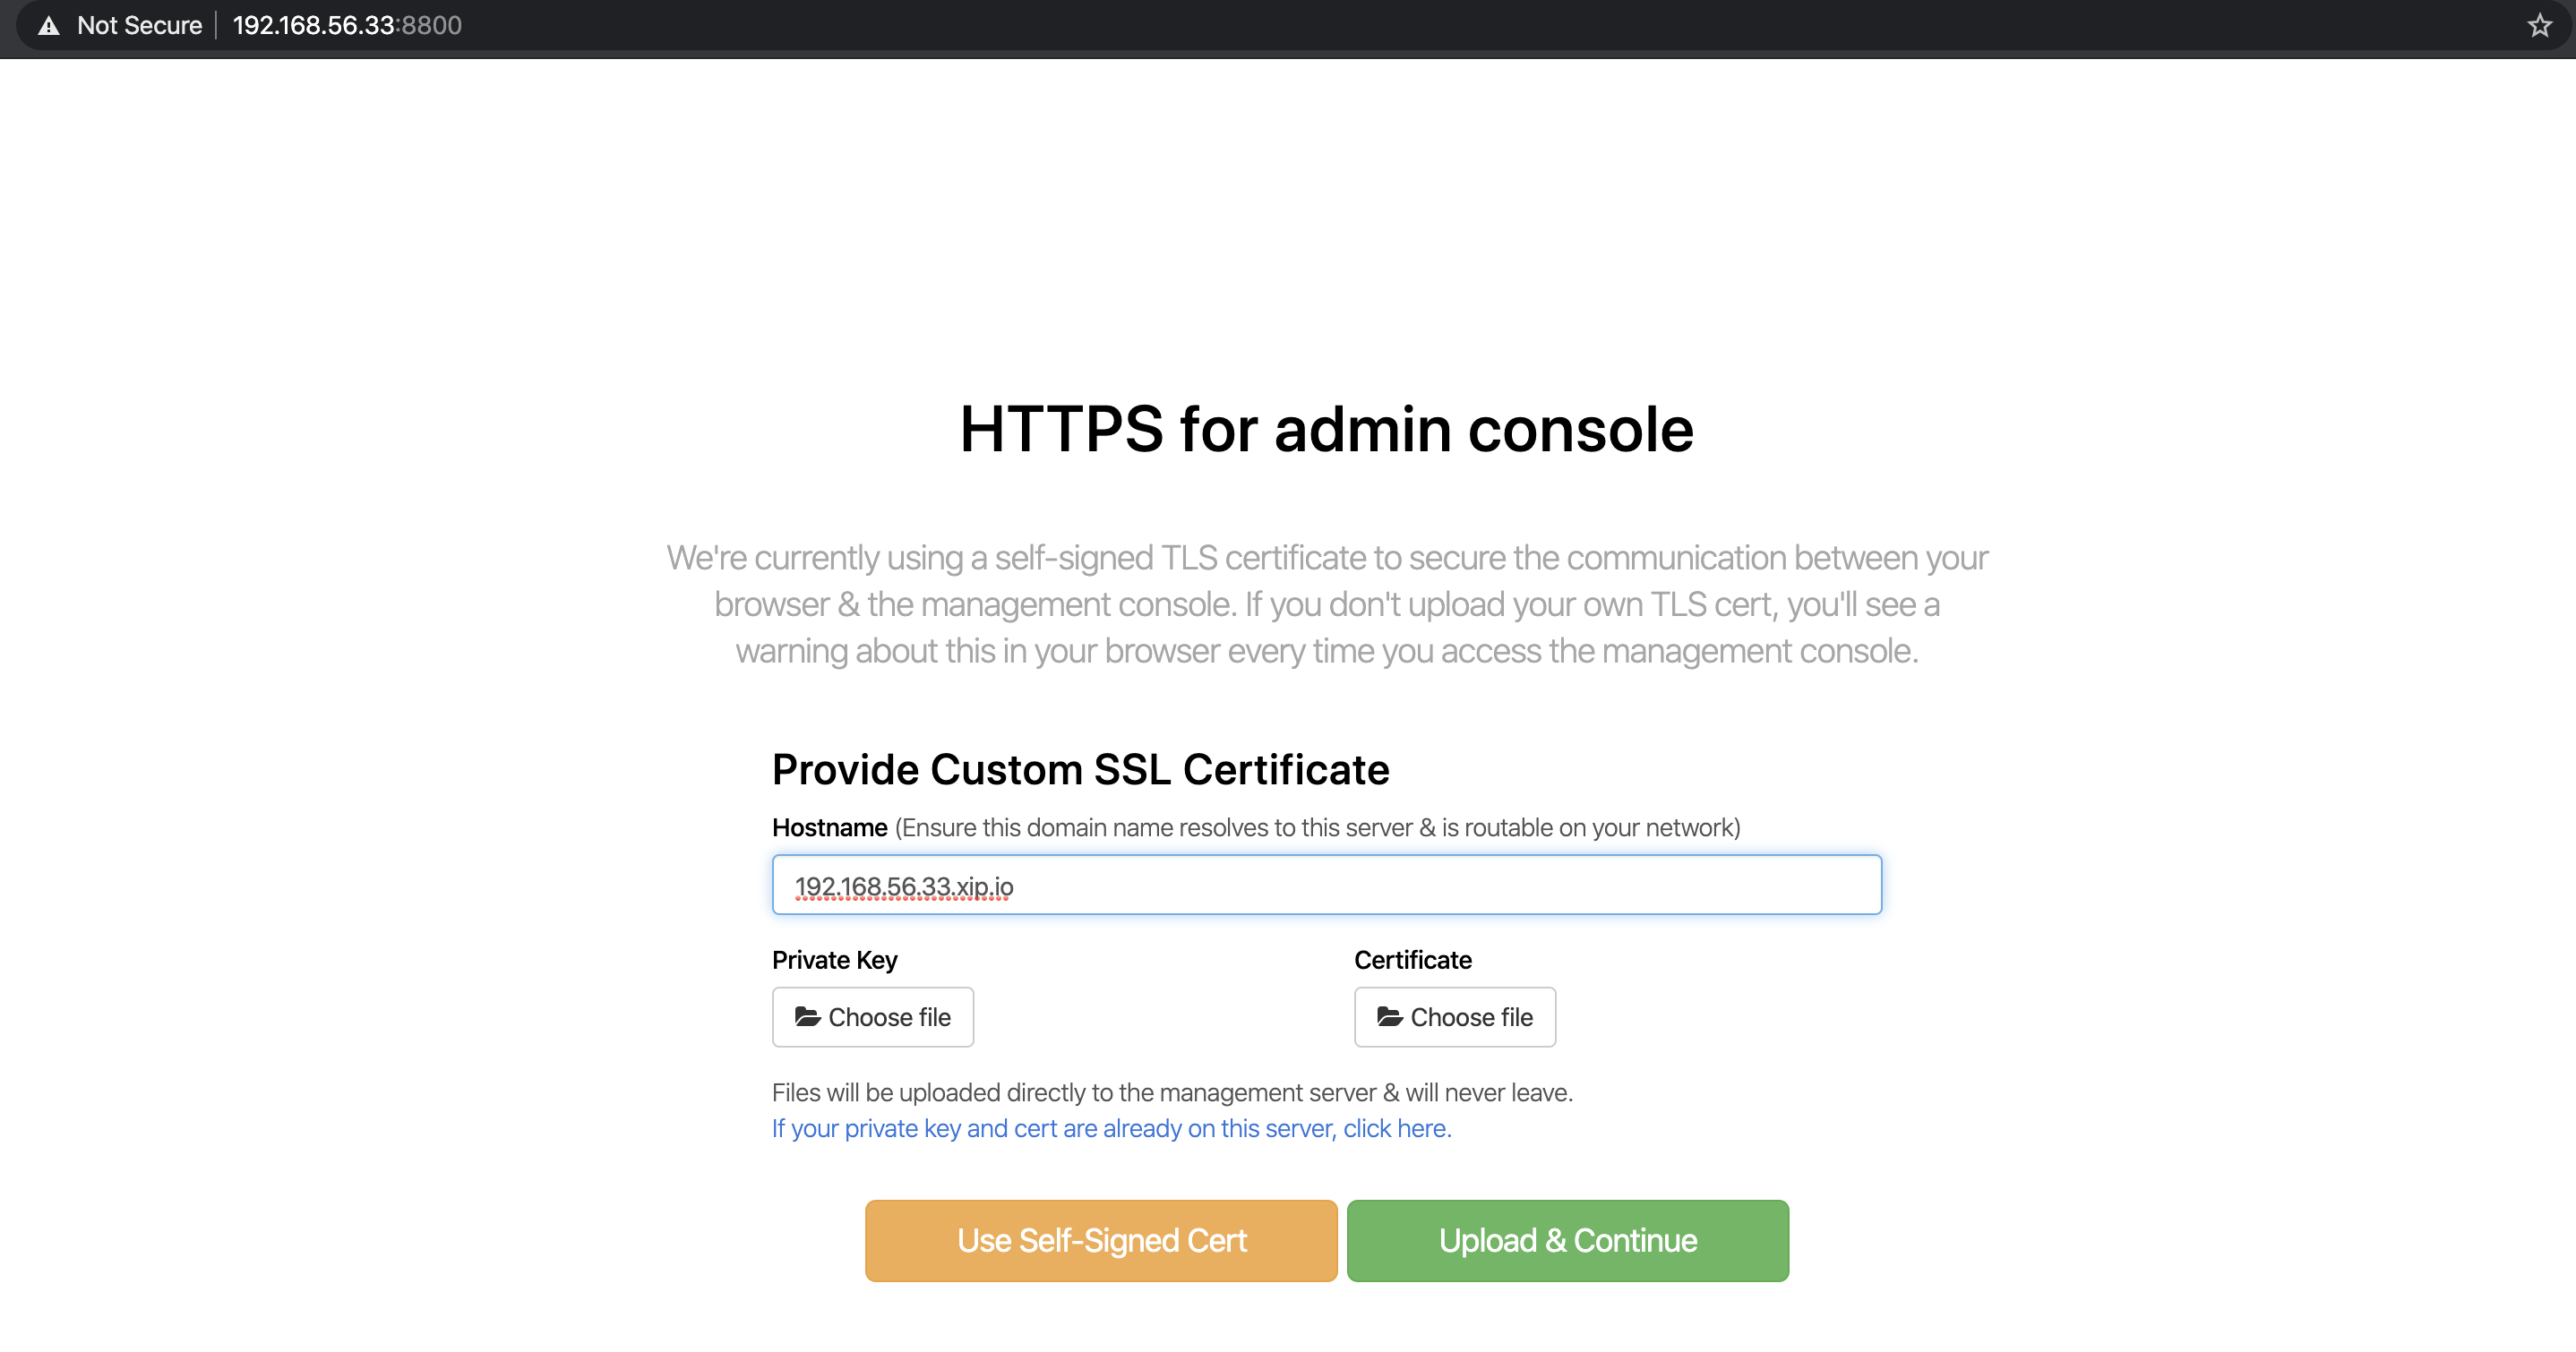 Not Secure | 192.168.56.33:8800
HTTPS for admin console
We're currently using a self-signed TLS certificate to secure the communication between your
browser & the management console. If you don't upload your own TLS cert, you'll see a
warning about this in your browser every time you access the management console.
Provide Custom SSL Certificate
Hostname (Ensure this domain name resolves to this server & is routable on your network)
192.168.56.33.xip.io
Private Key Certificate
Choose file Choose file
Files will be uploaded directly to the management server & will never leave.
If your private key and cert are already on this server, click here.
Use Self-Signed Cert Upload & Continue